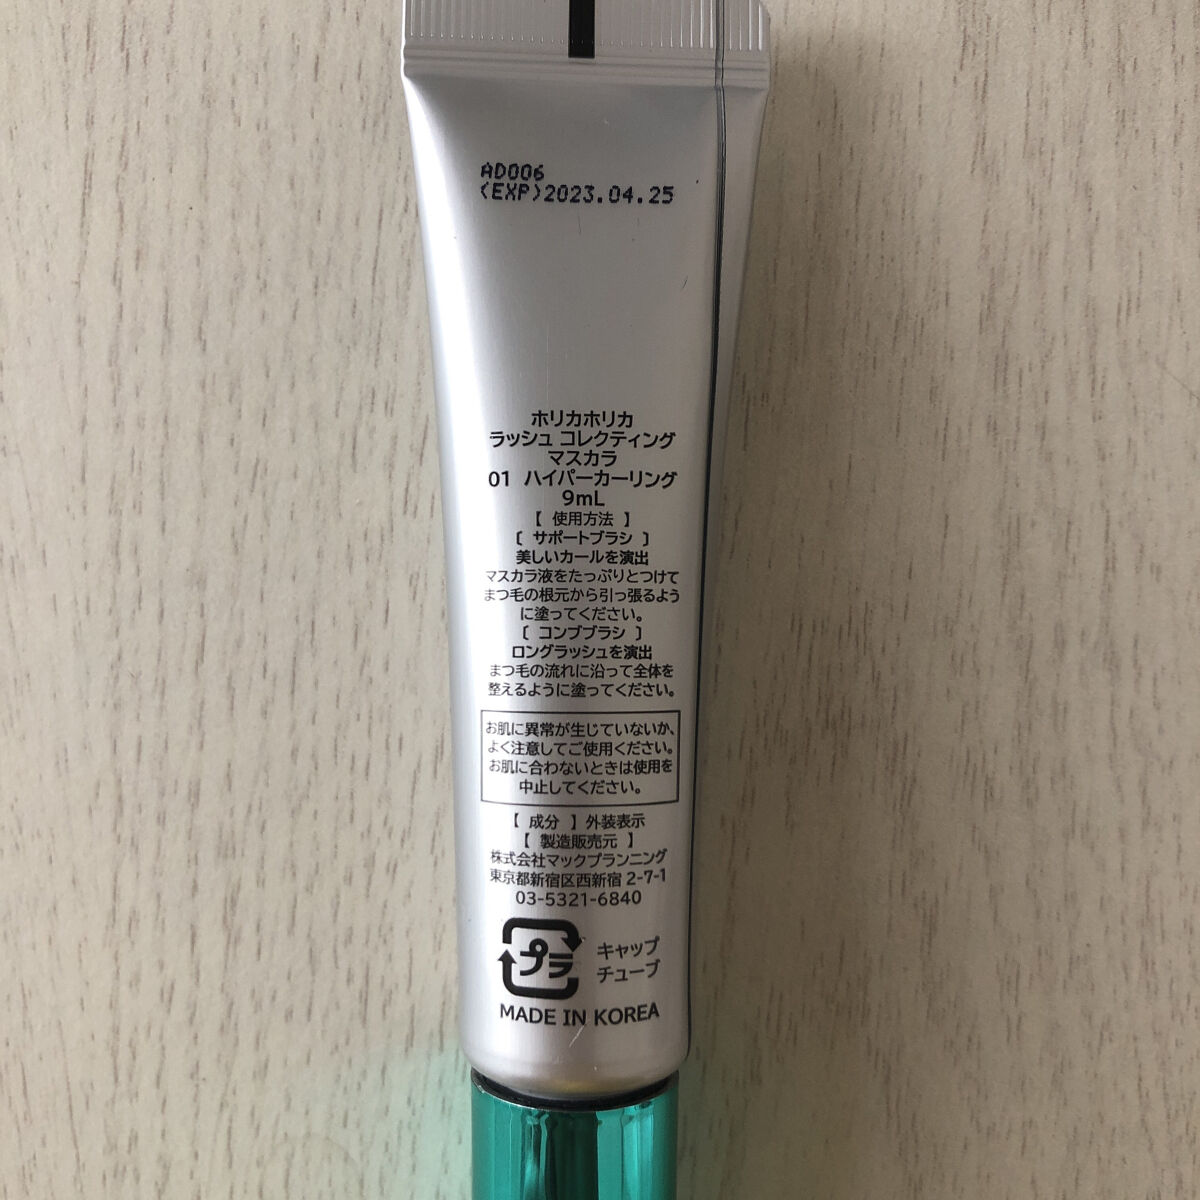 AD006
(EXP)2023.04.25
ホリカホリカ
ラッシュ コレクティング
マスカラ
01 ハイパーカーリング
9mL
【 使用方法 】
〔 サポートブラシ 〕
美しいカールを演出
マスカラ液をたっぷりとつけて
まつ毛の根元から引っ張るよう
に塗ってください。
〔 コンブブラシ 〕
ロングラッシュを演出
まつ毛の流れに沿って全体を
整えるように塗ってください。
お肌に異常が生じていないか、
よく注意してご使用ください。
お肌に合わないときは使用を
中止してください。
【 成分 】外装表示
【 製造販売元 】
株式会社マックプランニング
東京都新宿区西新宿 2-7-1
03-5321-6840
プラ
キャップ
チューブ
MADE IN KOREA